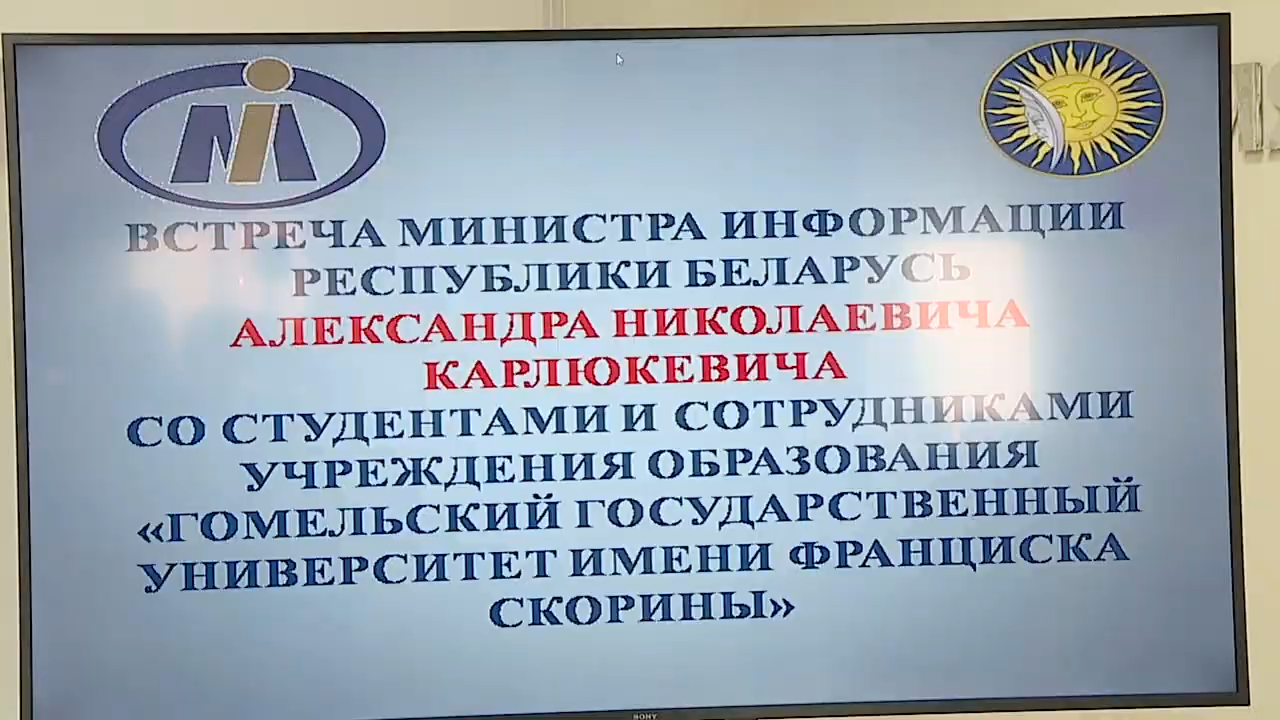 ВСТРЕЧА МИНИСТРА ИНФОРМАЦИИ
РЕСПУБЛИКИ БЕЛАРУСЬ
АЛЕКСАНДРА НИКОЛАЕВИЧА
КАРЛЮКЕВИЧА
СО СТУДЕНТАМИ И СОТРУДНИКАМИ
УЧРЕЖДЕНИЯ ОБРАЗОВАНИЯ
«ГОМЕЛЬСКИЙ ГОСУДАРСТВЕННЫЙ
УНИВЕРСИТЕТ ИМЕНИ ФРАНЦИСКА
СКОРИНЫ»
SONY